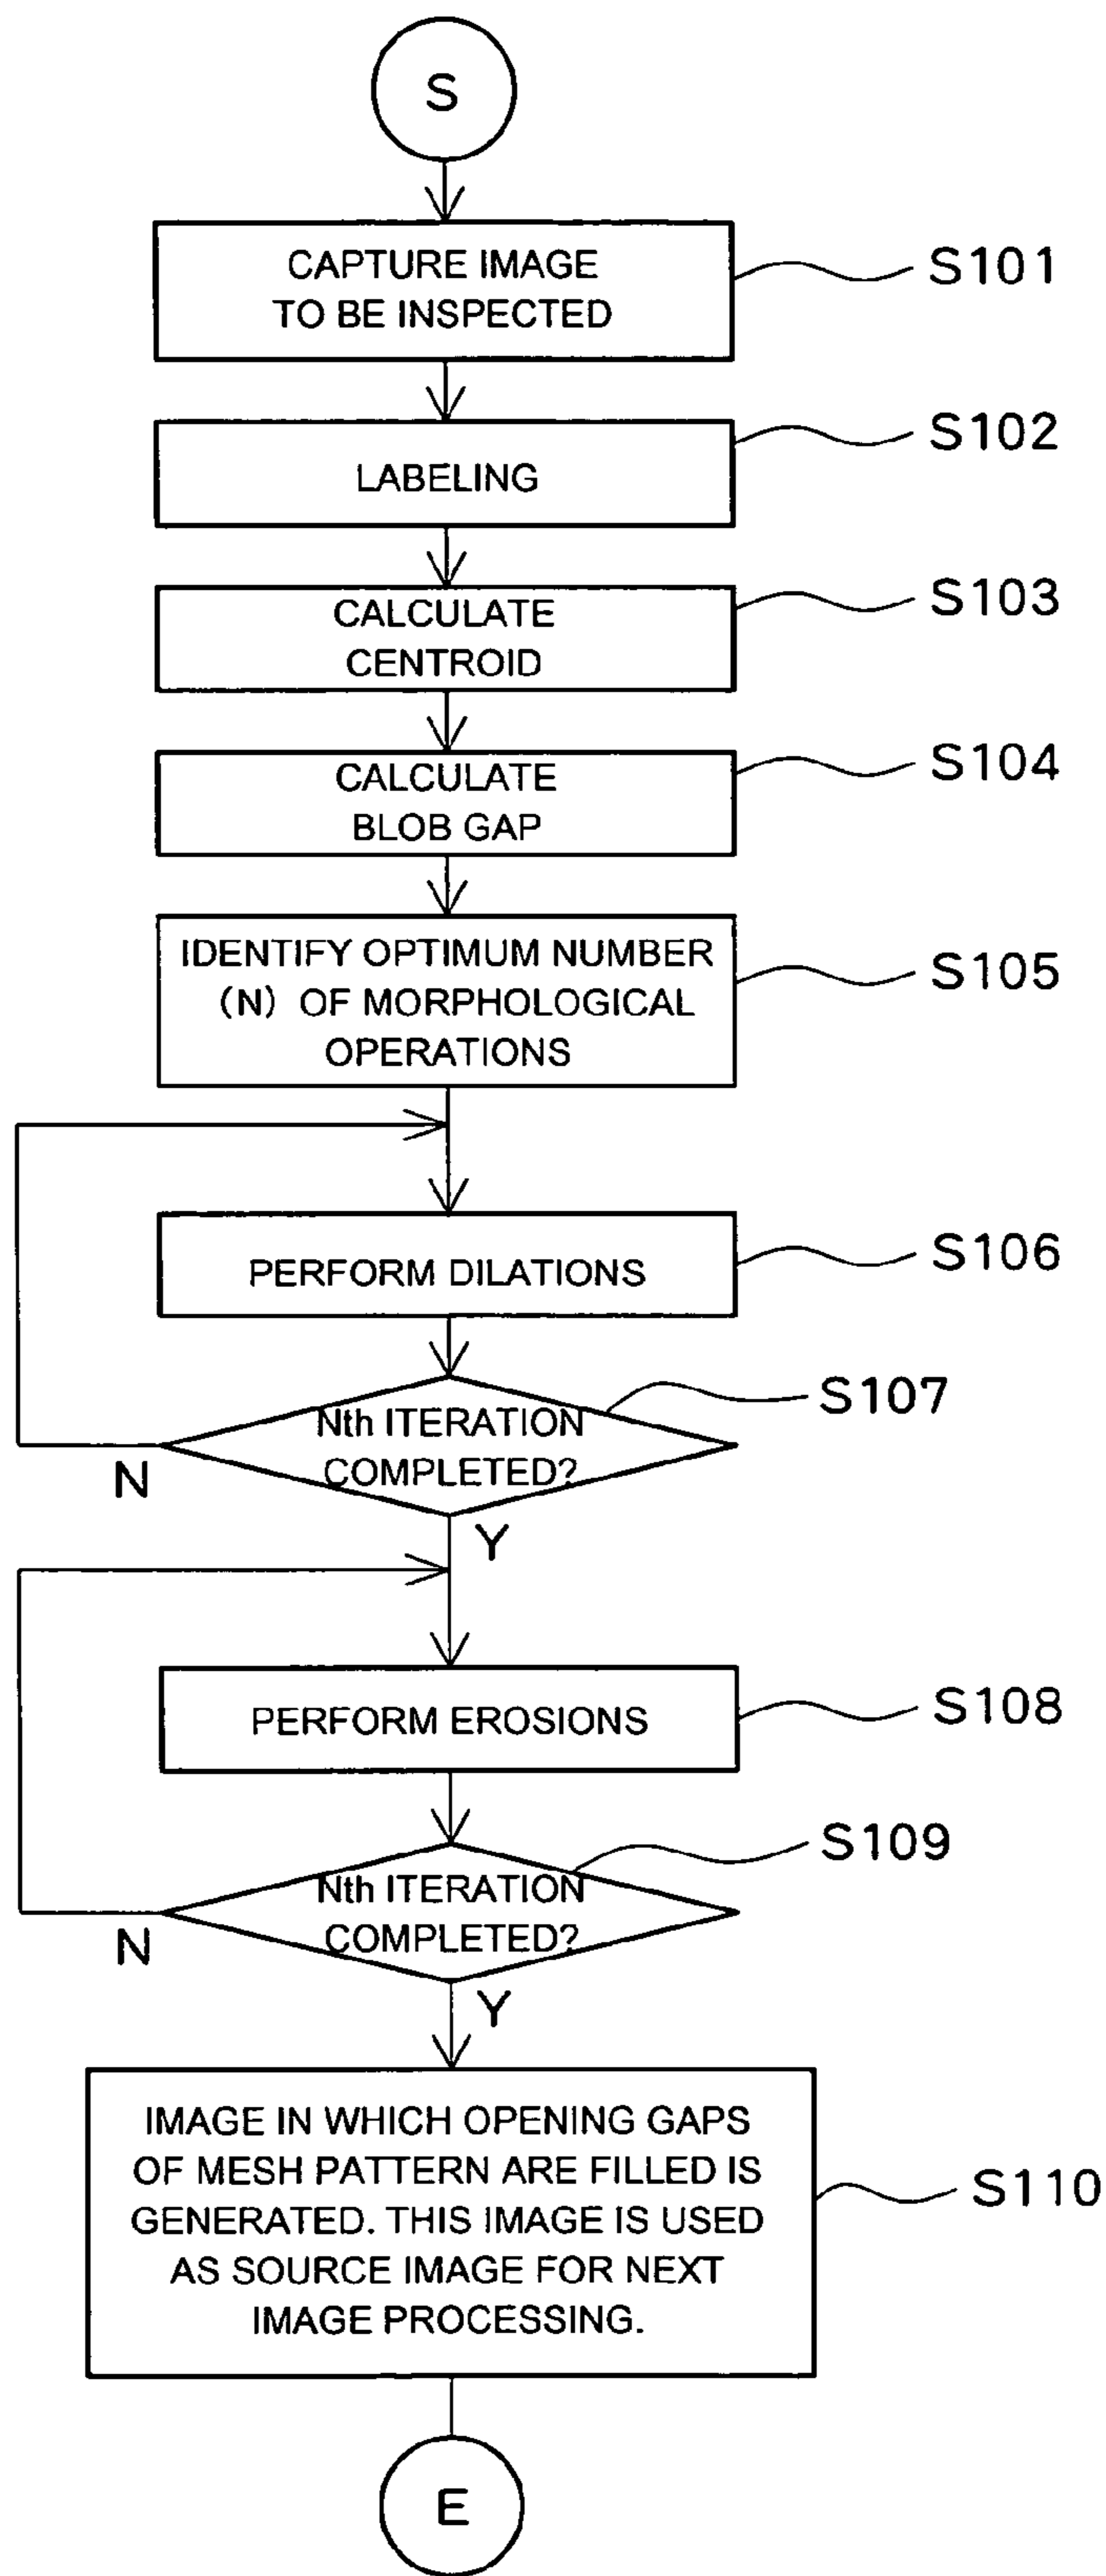 S
CAPTURE IMAGE
TO BE INSPECTED
S101
LABELING
S102
CALCULATE
CENTROID
S103
CALCULATE
BLOB GAP
S104
IDENTIFY OPTIMUM NUMBER
(N) OF MORPHOLOGICAL
OPERATIONS
S105
PERFORM DILATIONS
S106
Nth ITERATION
COMPLETED?
S107
N
Y
PERFORM EROSIONS
S108
Nth ITERATION
COMPLETED?
S109
N
Y
IMAGE IN WHICH OPENING GAPS
OF MESH PATTERN ARE FILLED IS
GENERATED. THIS IMAGE IS USED
AS SOURCE IMAGE FOR NEXT
IMAGE PROCESSING.
S110
E